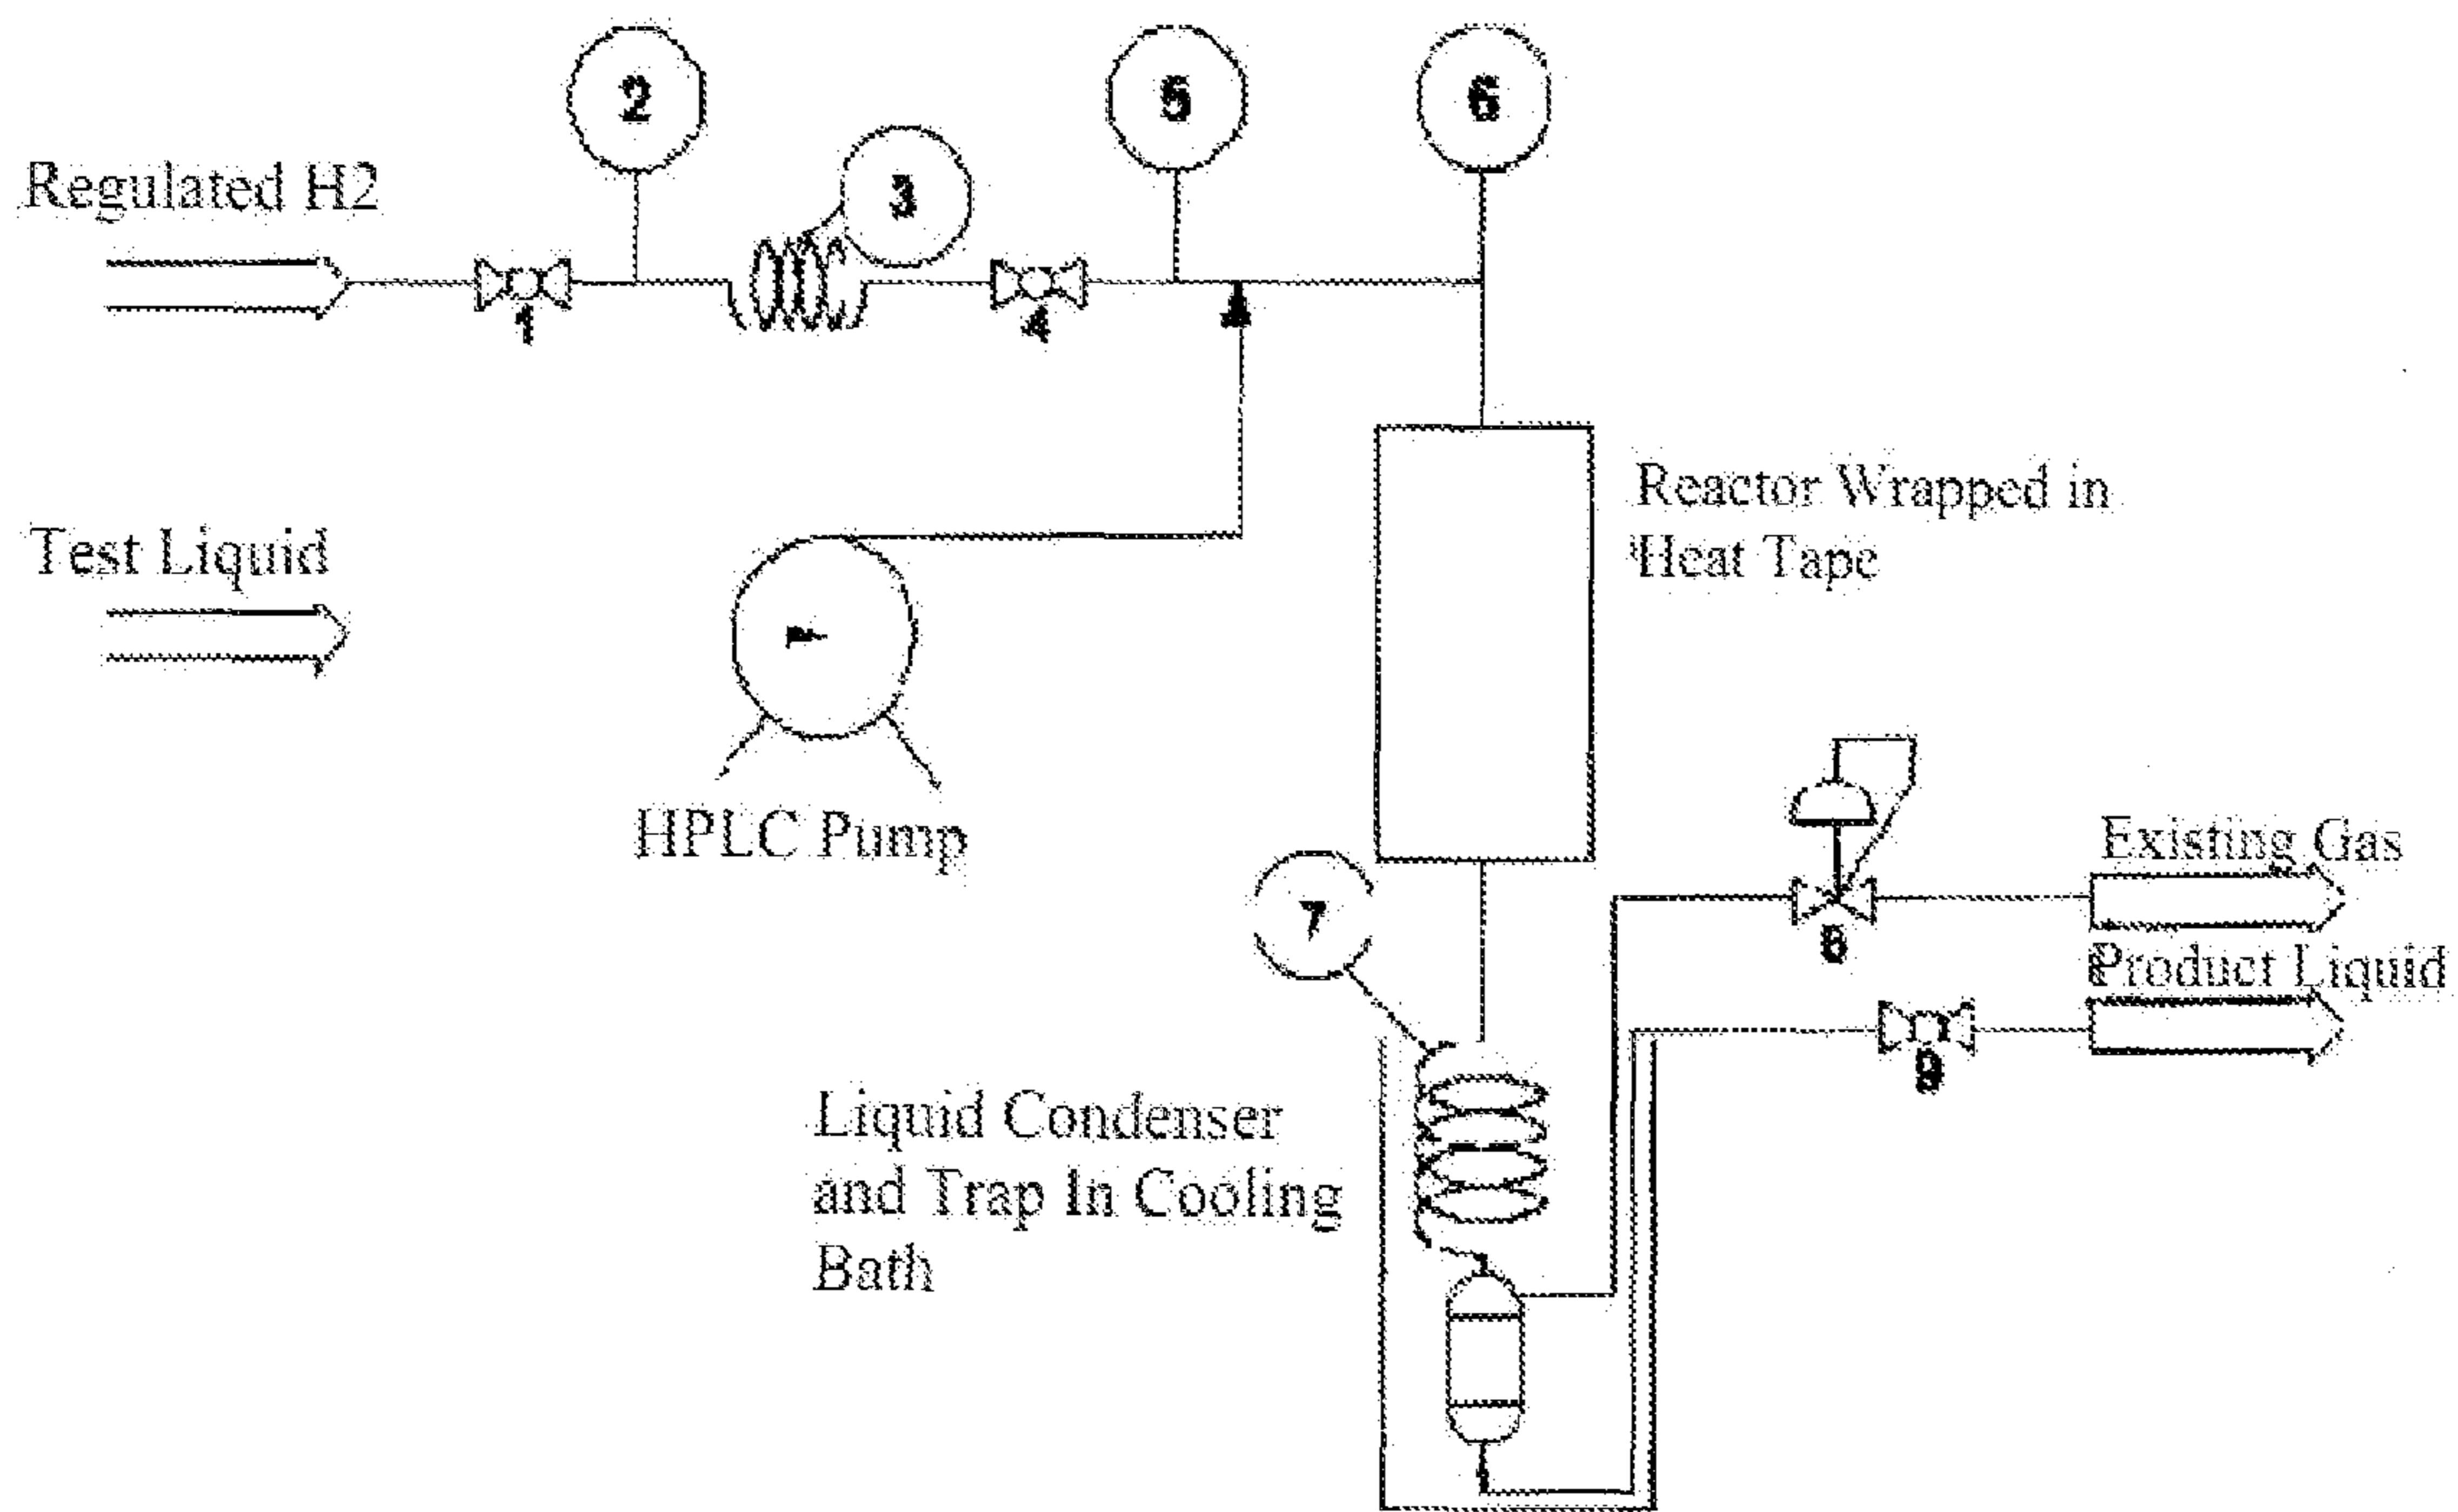 2
5
6
Regulated H2
3
1
4
Test Liquid
Reactor Wrapped in
Heat Tape
HPLC Pump
7
Existing Gas
8
Product Liquid
9
Liquid Condenser
and Trap In Cooling
Bath